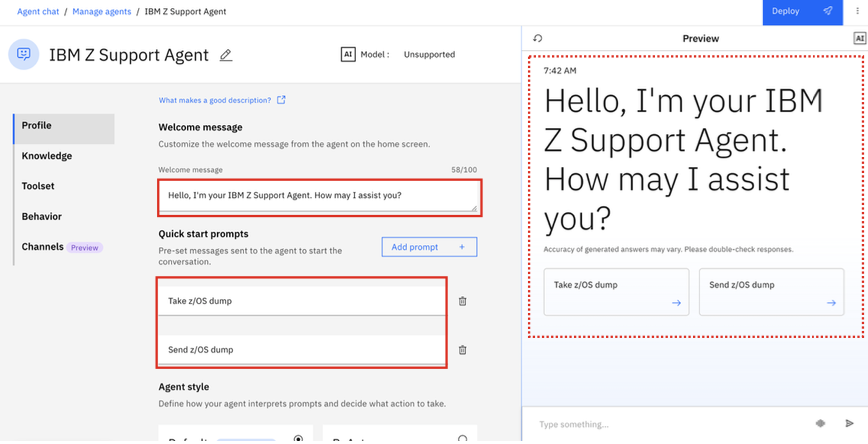 Agent chat / Manage agents / IBM Z Support Agent
Deploy
IBM Z Support Agent
AI Model : Unsupported
Profile
Knowledge
Toolset
Behavior
Channels Preview
What makes a good description?
Welcome message
Customize the welcome message from the agent on the home screen.
Welcome message 58/100
Hello, I'm your IBM Z Support Agent. How may I assist you?
Quick start prompts
Pre-set messages sent to the agent to start the
conversation.
Add prompt +
Take z/OS dump
Send z/OS dump
Agent style
Define how your agent interprets prompts and decide what action to take.
Preview
AI
7:42 AM
Hello, I'm your IBM
Z Support Agent.
How may I assist
you?
Accuracy of generated answers may vary. Please double-check responses.
Take z/OS dump
Send z/OS dump
Type something...